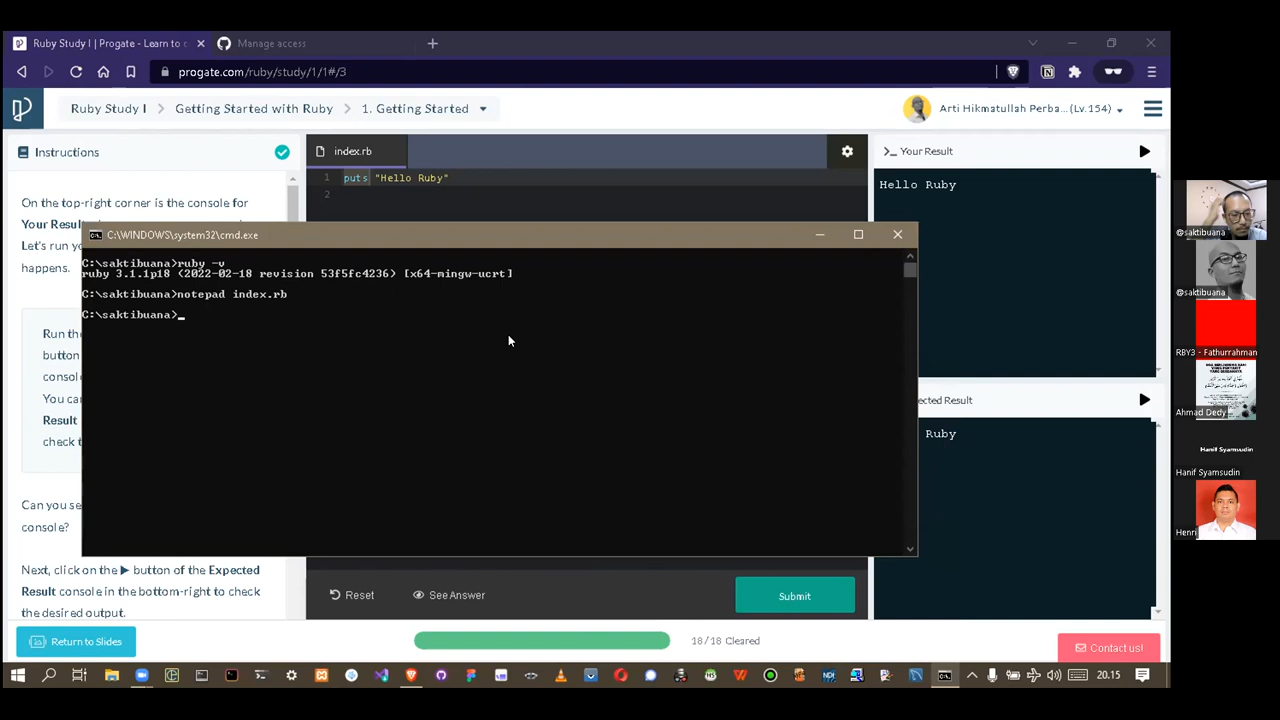 Ruby Study I | Progate - Learn to c
Manage access
progate.com/ruby/study/1/1#/3
Ruby Study I
Getting Started with Ruby
1. Getting Started
Arti Hikmatullah Perba...(Lv.154)
Instructions
index.rb
>_ Your Result
On the top-right corner is the console for
Your Resul
Let's run yo
happens.
1 puts "Hello Ruby"
2
Hello Ruby
C:\WINDOWS\system32\cmd.exe
C:\saktibuana>ruby -v
ruby 3.1.1p18 (2022-02-18 revision 53f5fc4236) [x64-mingw-ucrt]
C:\saktibuana>notepad index.rb
C:\saktibuana>_
Run the
button
consol
You ca
Result
check t
ected Result
Ruby
Can you se
console?
Next, click on the ▶ button of the Expected
Result console in the bottom-right to check
the desired output.
Reset
See Answer
Submit
Return to Slides
18/18 Cleared
Contact us!
20.15
@saktibuana
@saktibuana
RBY3 - Fathurrahman
Ahmad Dedy
Hanif Syamsudin
Hanif Syamsudin
Henri